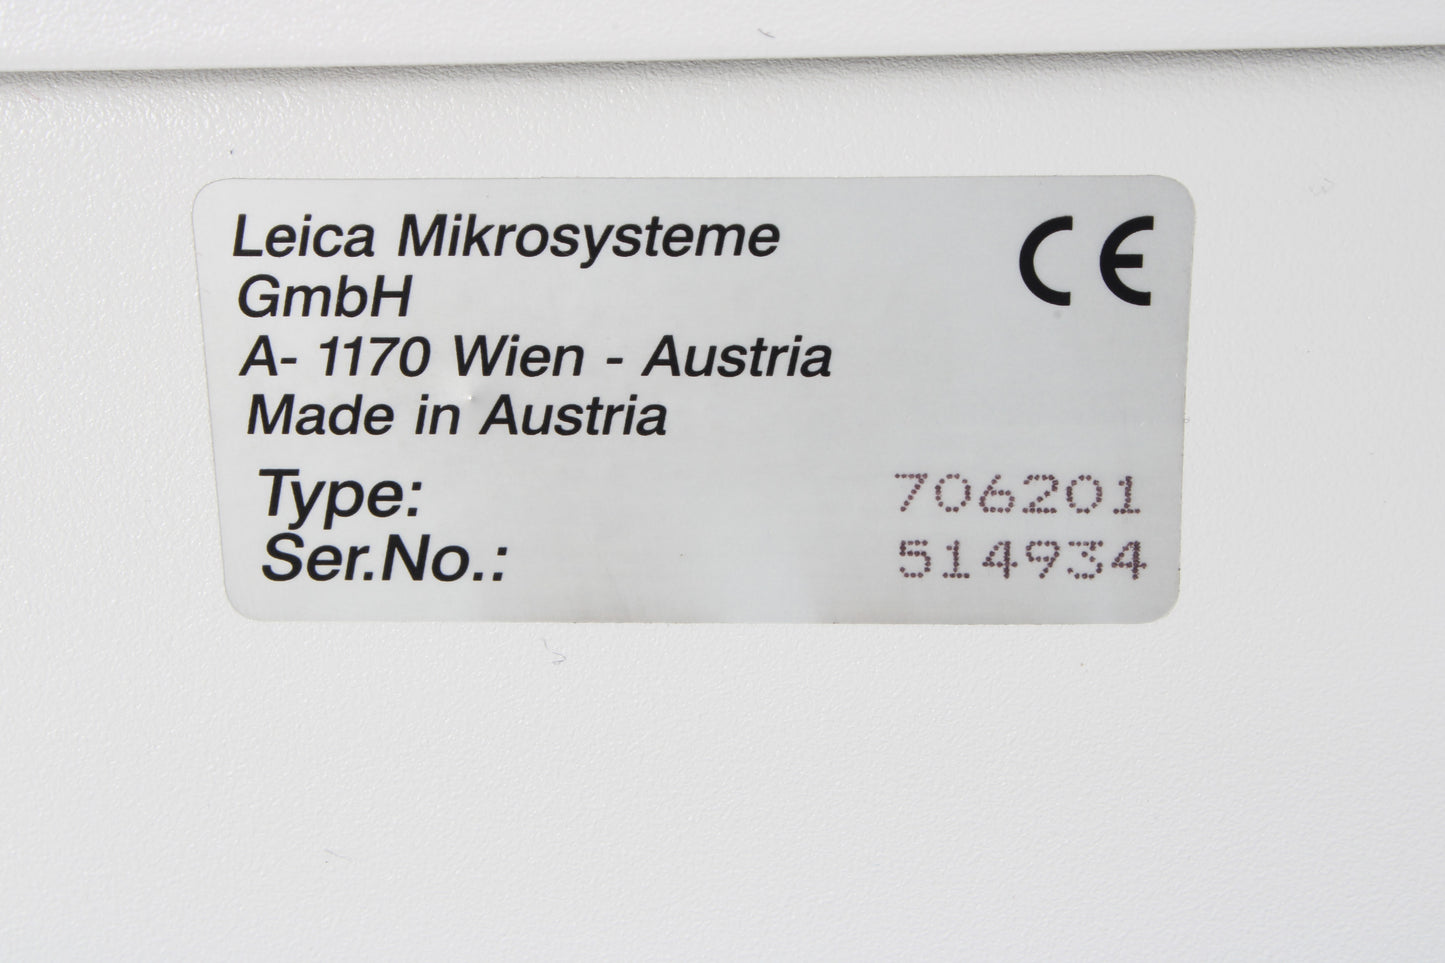 Leica Mikrosysteme CE
GmbH
A- 1170 Wien - Austria
Made in Austria
Type: 706201
Ser.No.: 514934